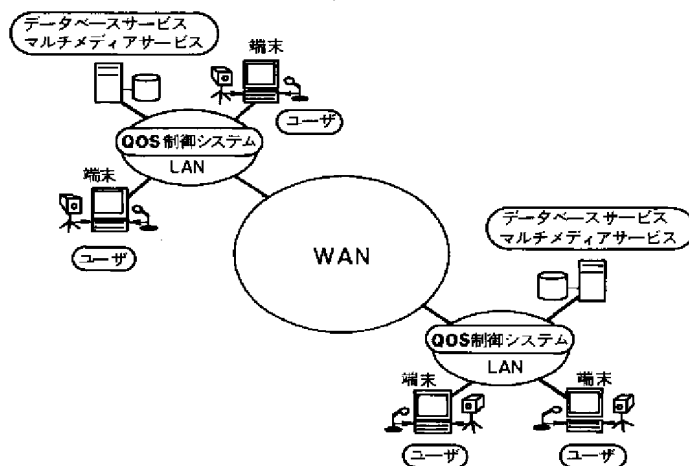 データベースサービス
マルチメディアサービス
端末
ユーザ
QOS制御システム
LAN
端末
ユーザ
WAN
データベースサービス
マルチメディアサービス
QOS制御システム
LAN
端末
端末
ユーザ
ユーザ